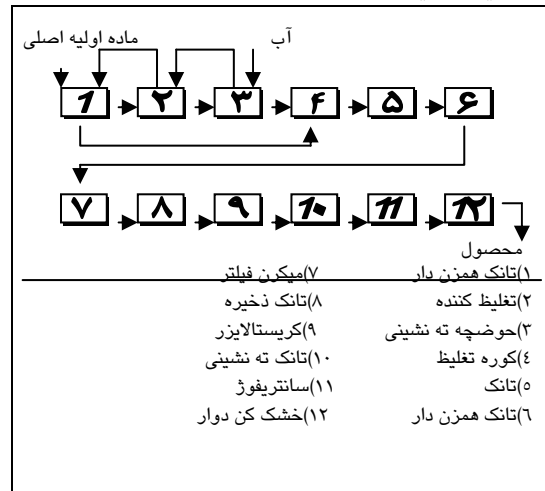 ماده اولیه اصلی آب
1 ۲ ۳ ۴ ۵ ۶
۷ ۸ ۹ ۱۰ ۱۱ ۱۲
محصول
۱)تانک همزن دار ۷)میکرن فیلتر
۲)تغلیظ کننده ۸)تانک ذخیره
۳)حوضچه ته نشینی ۹)کریستالایزر
٤)کوره تغلیظ ۱۰)تانک ته نشینی
٥)تانک ۱۱)سانتریفوژ
٦)تانک همزن دار ۱۲)خشک کن دوار